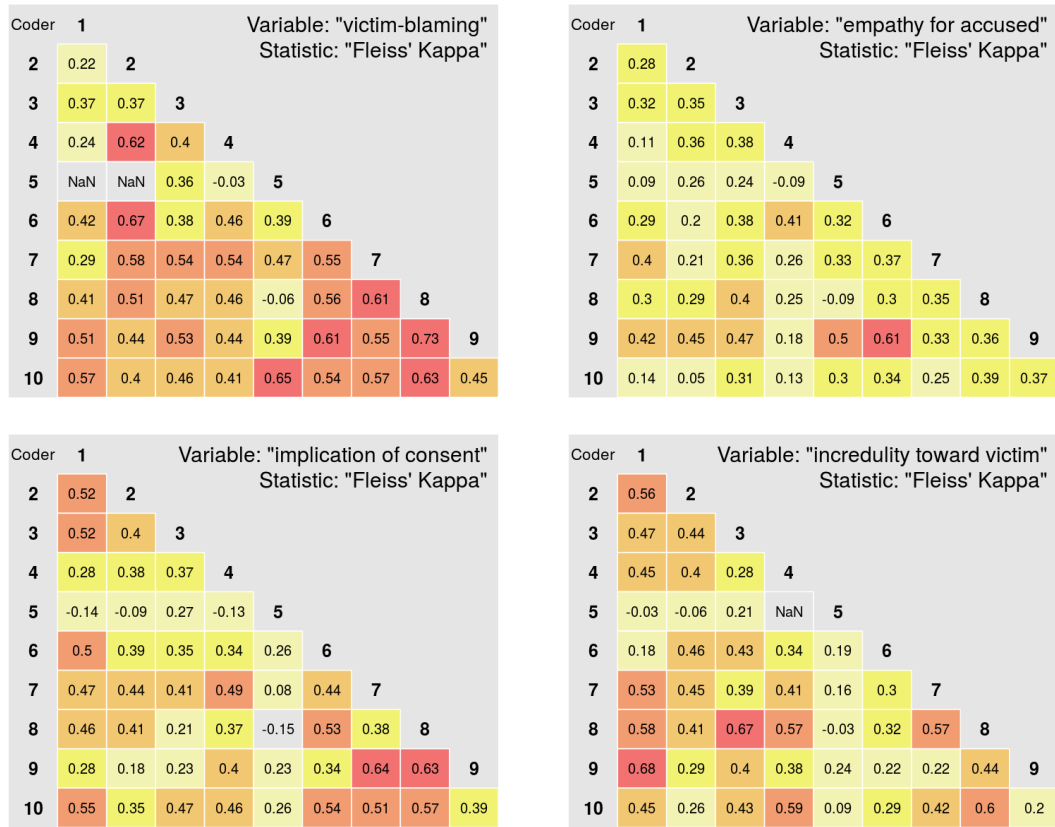 Coder 1 Variable: "victim-blaming"
Statistic: "Fleiss' Kappa"
2 0.22 2
3 0.37 0.37 3
4 0.24 0.62 0.4 4
5 NaN NaN 0.36 -0.03 5
6 0.42 0.67 0.38 0.46 0.39 6
7 0.29 0.58 0.54 0.54 0.47 0.55 7
8 0.41 0.51 0.47 0.46 -0.06 0.56 0.61 8
9 0.51 0.44 0.53 0.44 0.39 0.61 0.55 0.73 9
10 0.57 0.4 0.46 0.41 0.65 0.54 0.57 0.63 0.45
Coder 1 Variable: "empathy for accused"
Statistic: "Fleiss' Kappa"
2 0.28 2
3 0.32 0.35 3
4 0.11 0.36 0.38 4
5 0.09 0.26 0.24 -0.09 5
6 0.29 0.2 0.38 0.41 0.32 6
7 0.4 0.21 0.36 0.26 0.33 0.37 7
8 0.3 0.29 0.4 0.25 -0.09 0.3 0.35 8
9 0.42 0.45 0.47 0.18 0.5 0.61 0.33 0.36 9
10 0.14 0.05 0.31 0.13 0.3 0.34 0.25 0.39 0.37
Coder 1 Variable: "implication of consent"
Statistic: "Fleiss' Kappa"
2 0.52 2
3 0.52 0.4 3
4 0.28 0.38 0.37 4
5 -0.14 -0.09 0.27 -0.13 5
6 0.5 0.39 0.35 0.34 0.26 6
7 0.47 0.44 0.41 0.49 0.08 0.44 7
8 0.46 0.41 0.21 0.37 -0.15 0.53 0.38 8
9 0.28 0.18 0.23 0.4 0.23 0.34 0.64 0.63 9
10 0.55 0.35 0.47 0.46 0.26 0.54 0.51 0.57 0.39
Coder 1 Variable: "incredulity toward victim"
Statistic: "Fleiss' Kappa"
2 0.56 2
3 0.47 0.44 3
4 0.45 0.4 0.28 4
5 -0.03 -0.06 0.21 NaN 5
6 0.18 0.46 0.43 0.34 0.19 6
7 0.53 0.45 0.39 0.41 0.16 0.3 7
8 0.58 0.41 0.67 0.57 -0.03 0.32 0.57 8
9 0.68 0.29 0.4 0.38 0.24 0.22 0.22 0.44 9
10 0.45 0.26 0.43 0.59 0.09 0.29 0.42 0.6 0.2